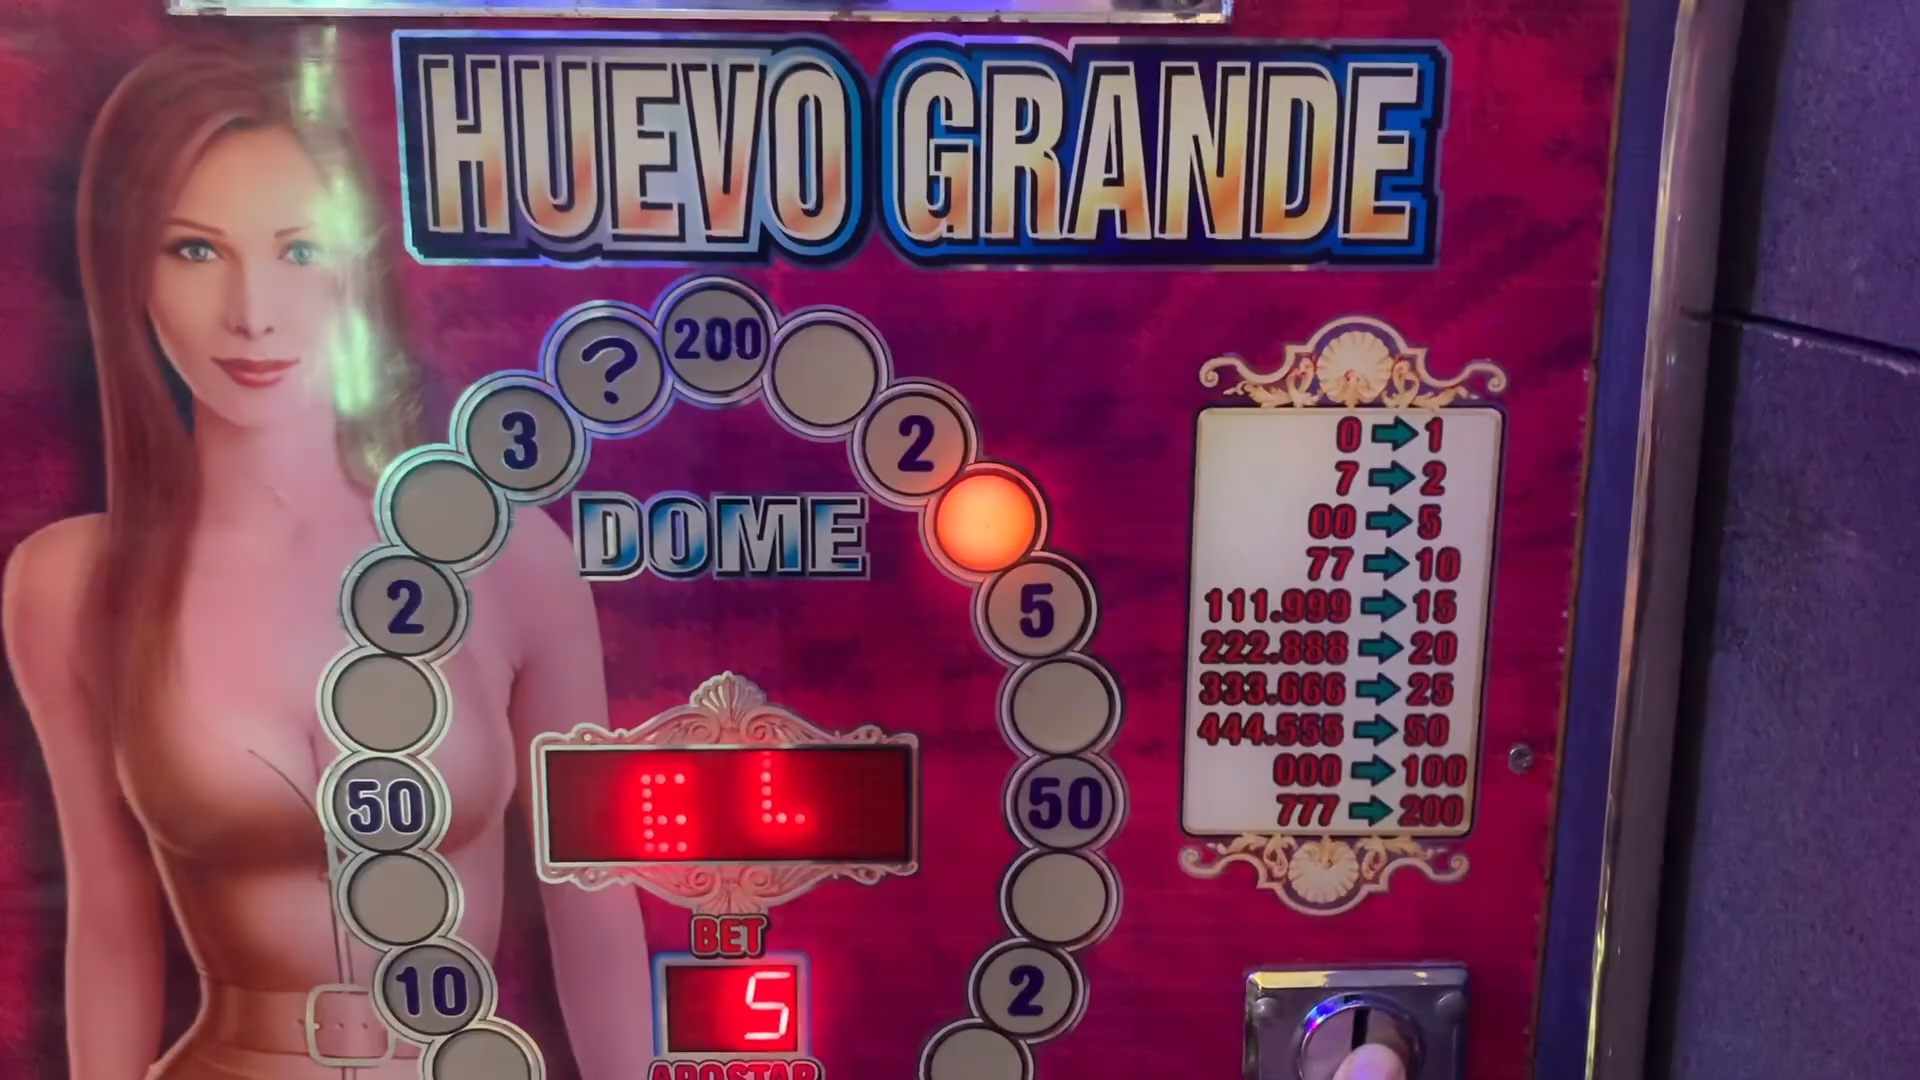 HUEVO GRANDE
200
?
3
2
2
5
50
50
10
2
DOME
BET
5
APOSTAR
0 → 1
7 → 2
00 → 5
77 → 10
111.999 → 15
222.888 → 20
333.666 → 25
444.555 → 50
000 → 100
777 → 200